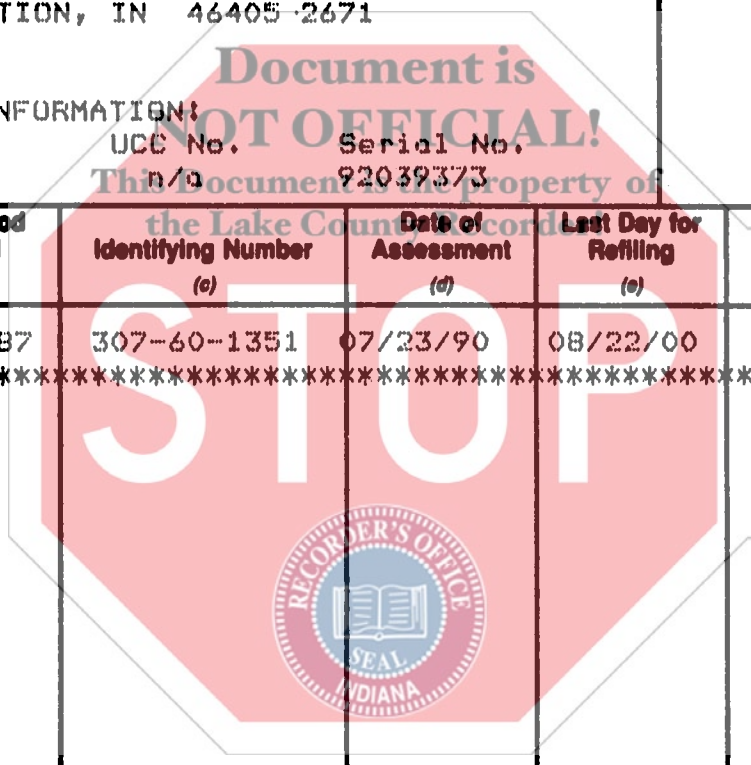 TION, IN 46405-2671
Document is
NFORMATION:
NOT OFFICIAL!
UCC No. Serial No.
n/a 92039373
This Document is the property of
the Lake County Recorder!
od Identifying Number (c) Date of Assessment (d) Last Day for Refiling (e)
87 307-60-1351 07/23/90 08/22/00
***************************************
STOP
RECORDER'S OFFICE
SEAL
INDIANA